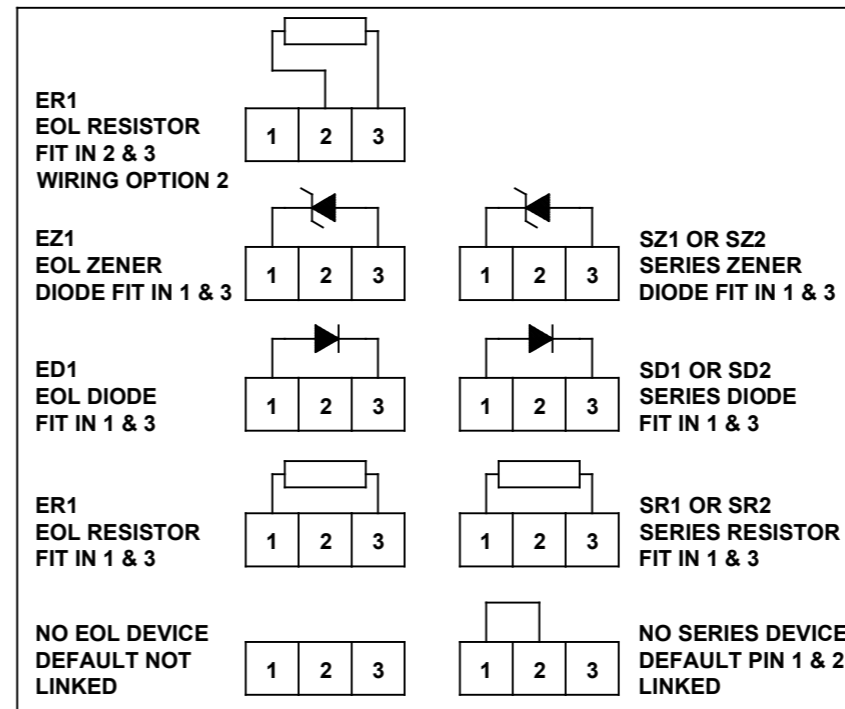 ER1
EOL RESISTOR
FIT IN 2 & 3
WIRING OPTION 2
1 2 3
EZ1
EOL ZENER
DIODE FIT IN 1 & 3
1 2 3
1 2 3
SZ1 OR SZ2
SERIES ZENER
DIODE FIT IN 1 & 3
ED1
EOL DIODE
FIT IN 1 & 3
1 2 3
1 2 3
SD1 OR SD2
SERIES DIODE
FIT IN 1 & 3
ER1
EOL RESISTOR
FIT IN 1 & 3
1 2 3
1 2 3
SR1 OR SR2
SERIES RESISTOR
FIT IN 1 & 3
NO EOL DEVICE
DEFAULT NOT
LINKED
1 2 3
1 2 3
NO SERIES DEVICE
DEFAULT PIN 1 & 2
LINKED